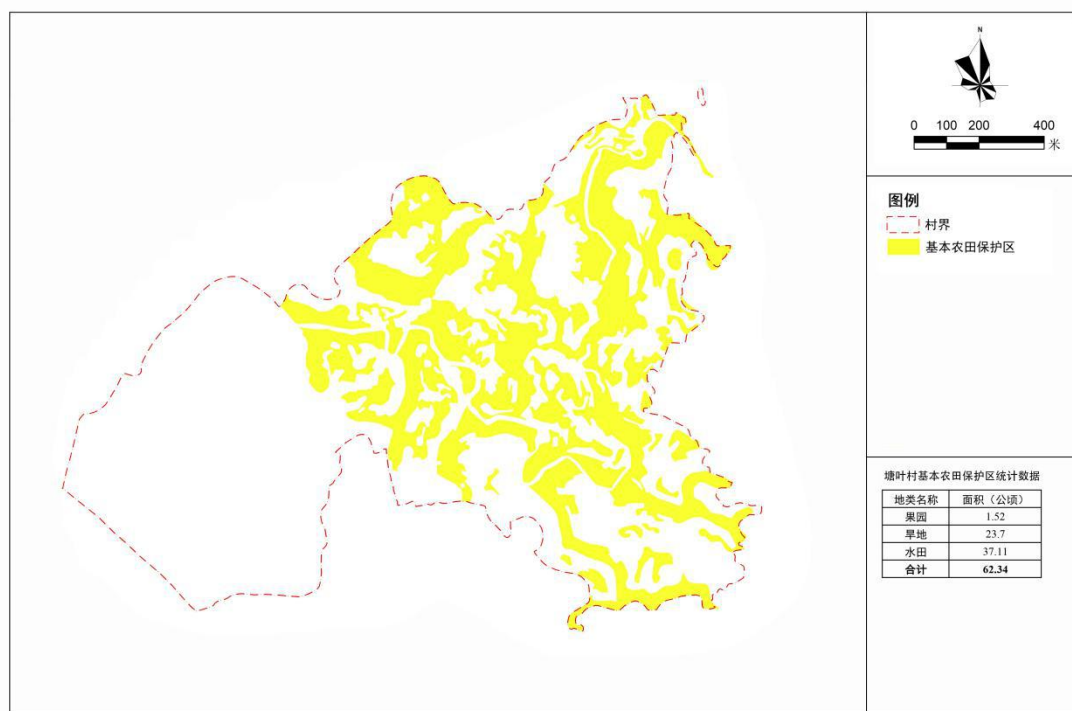 N
0 100 200 400
米
图例
村界
基本农田保护区
塘叶村基本农田保护区统计数据
地类名称 面积（公顷）
果园 1.52
旱地 23.7
水田 37.11
合计 62.34